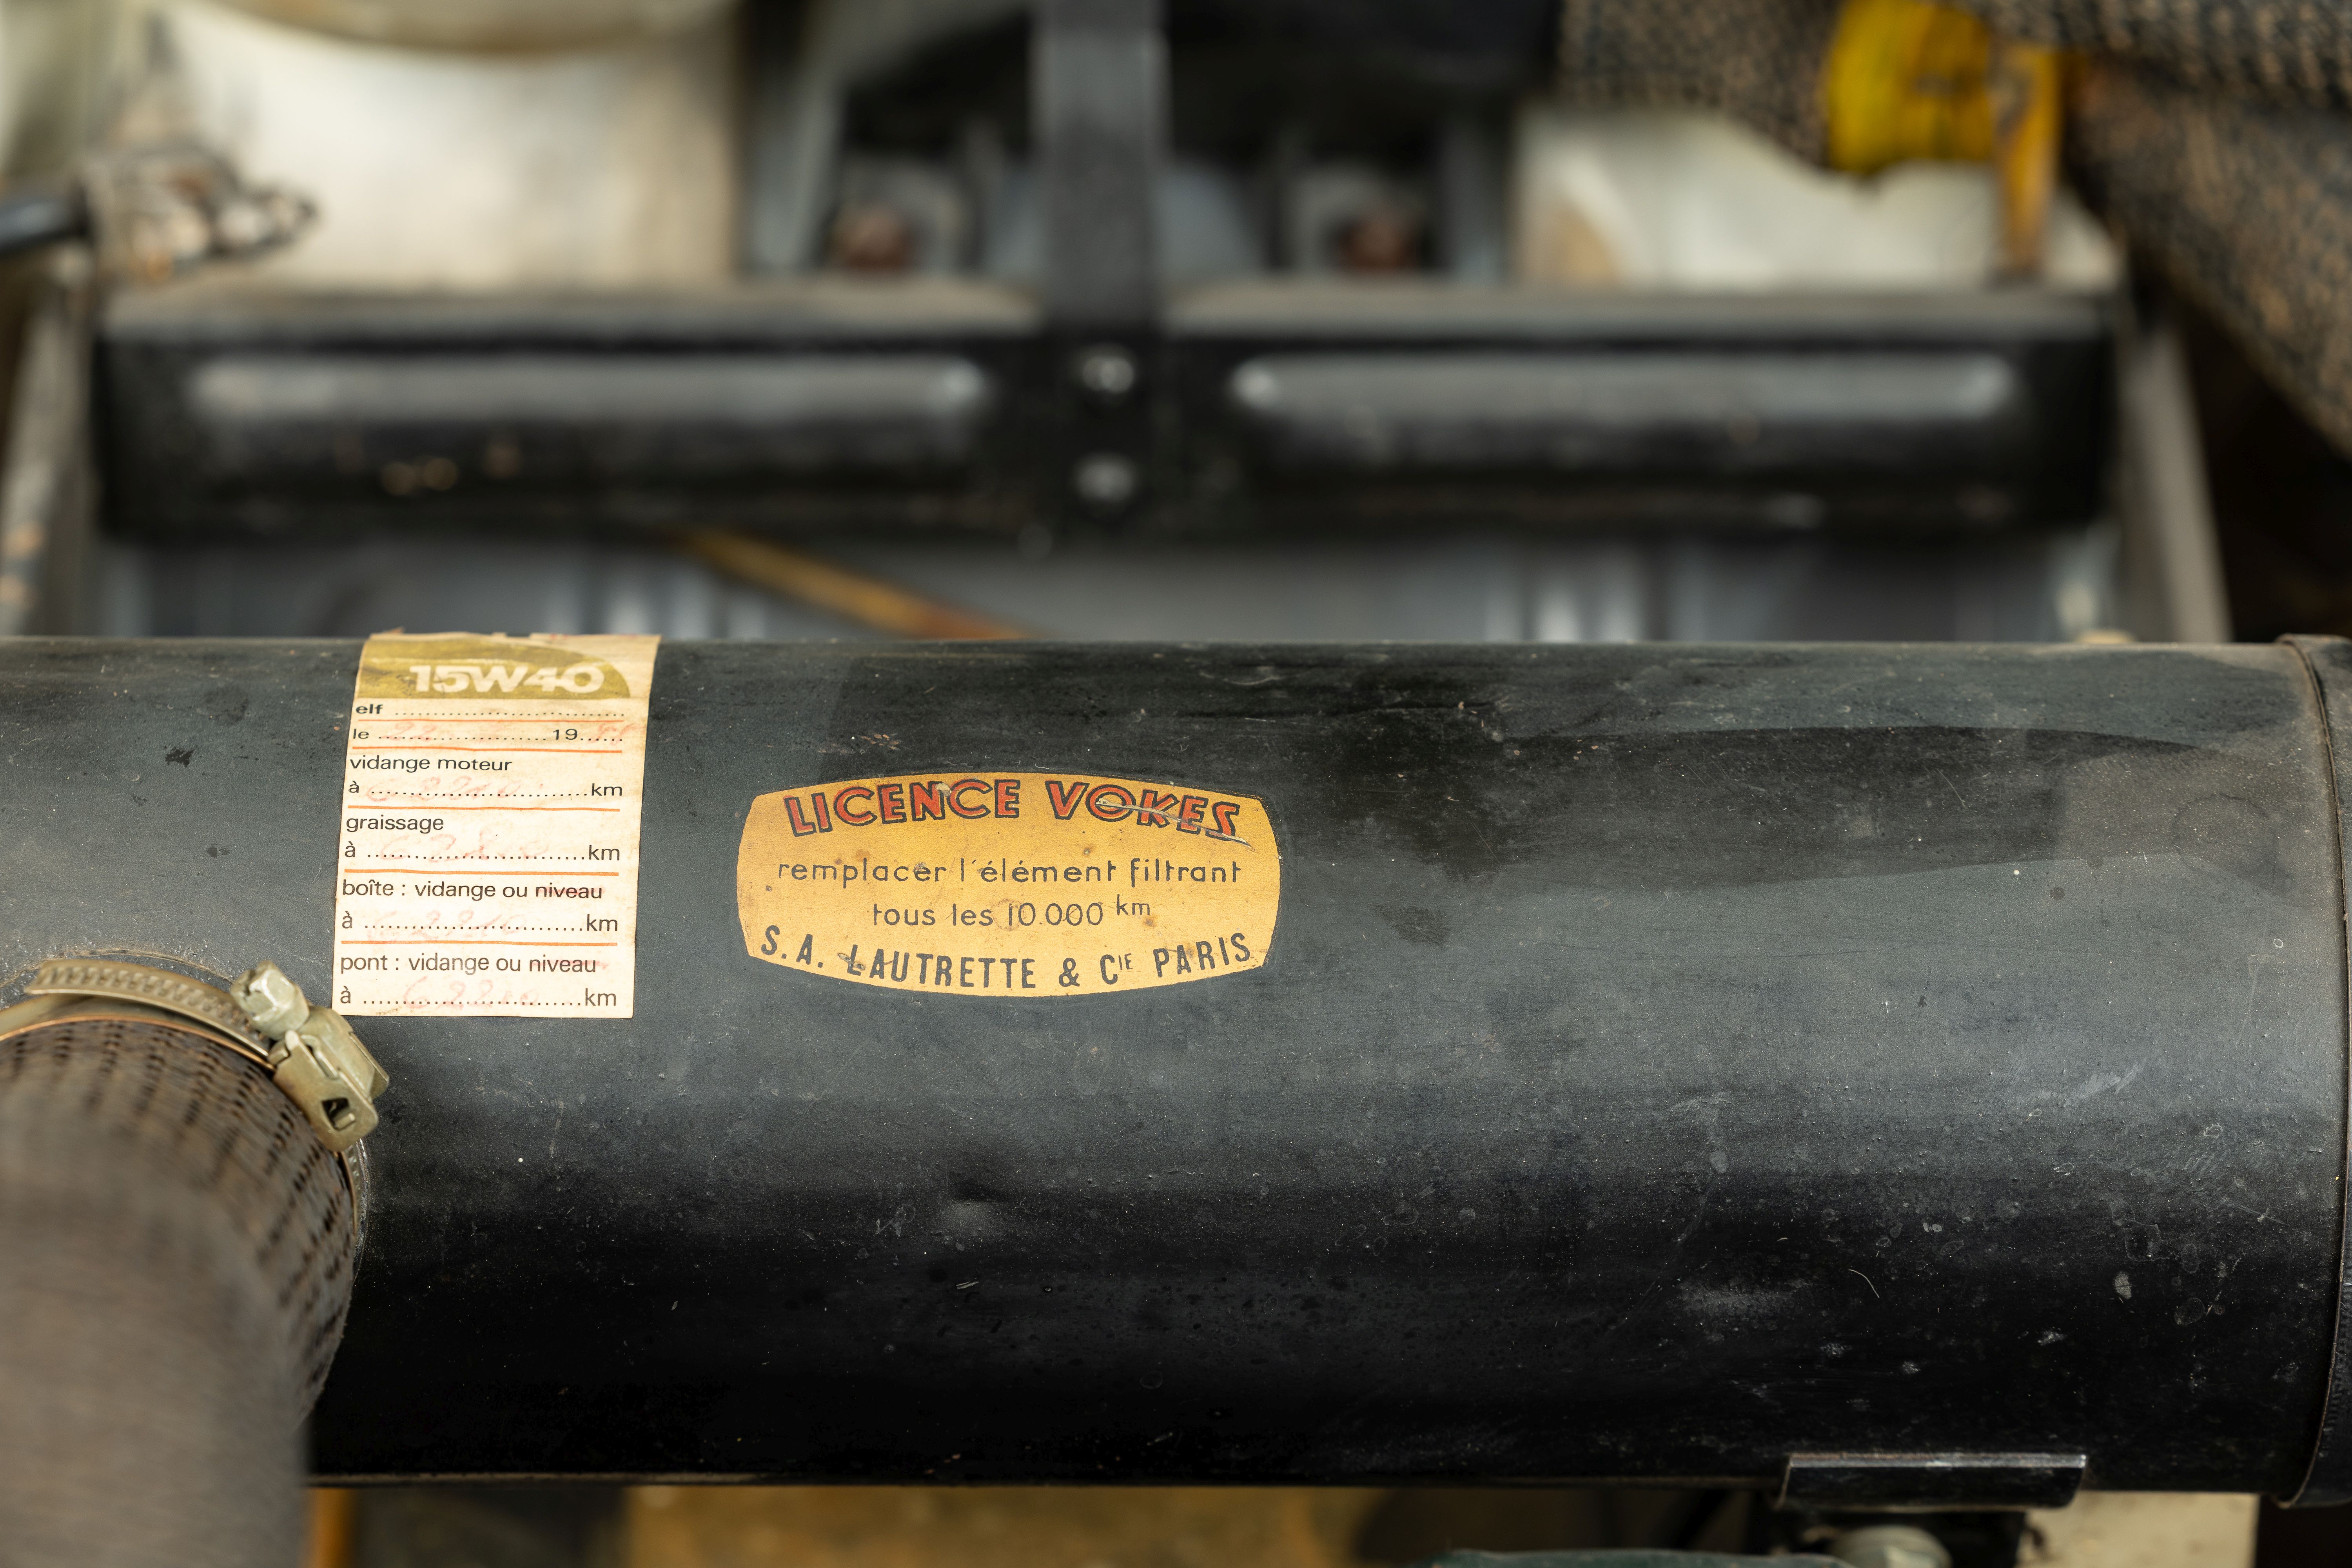 15W40
elf
le 19
vidange moteur
à km
graissage
à km
boîte : vidange ou niveau
à km
pont : vidange ou niveau
à km
LICENCE VOKES
remplacer l'élément filtrant
tous les 10.000 km
S.A. LAUTRETTE & CIE PARIS